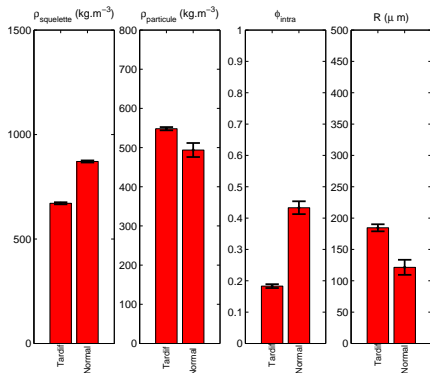 ρsquelette (kg.m−3)
1500
1000
500
0
Tardif
Normal
ρparticule (kg.m−3)
800
700
600
500
400
300
200
100
0
Tardif
Normal
ϕintra
1
0.9
0.8
0.7
0.6
0.5
0.4
0.3
0.2
0.1
0
Tardif
Normal
R (μ m)
500
450
400
350
300
250
200
150
100
50
0
Tardif
Normal